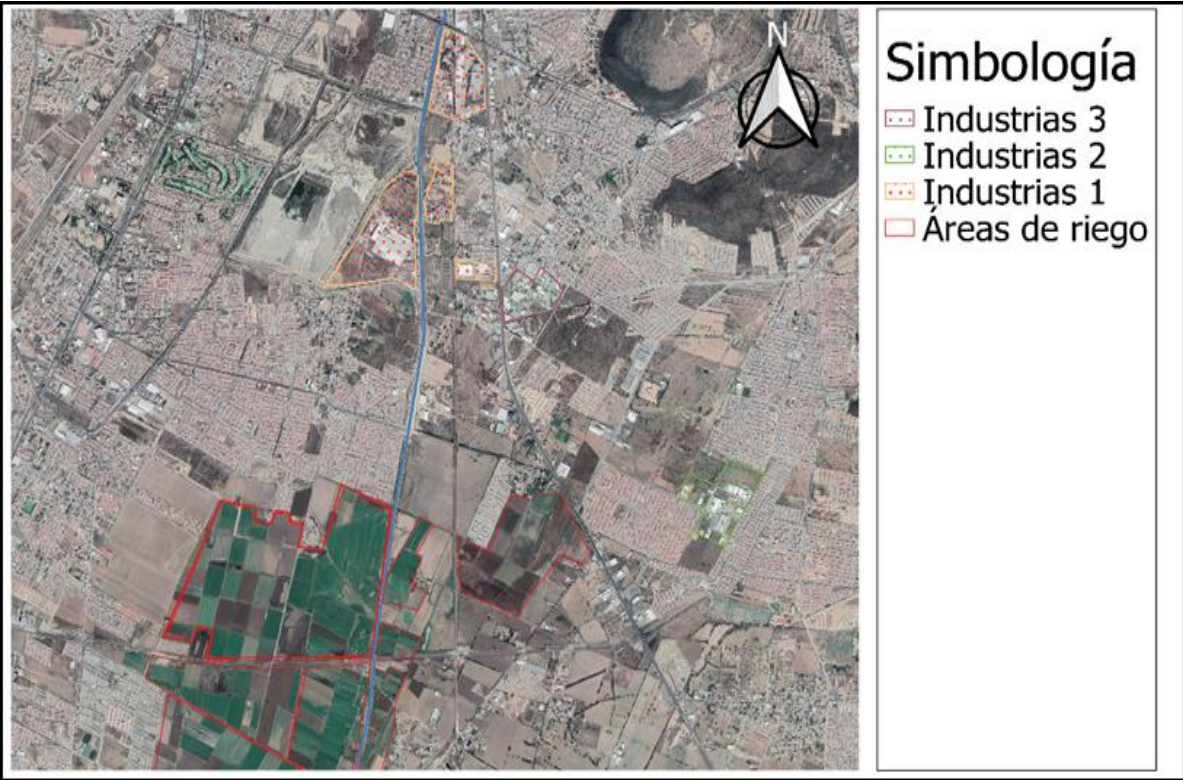 N
Simbología
Industrias 3
Industrias 2
Industrias 1
Áreas de riego